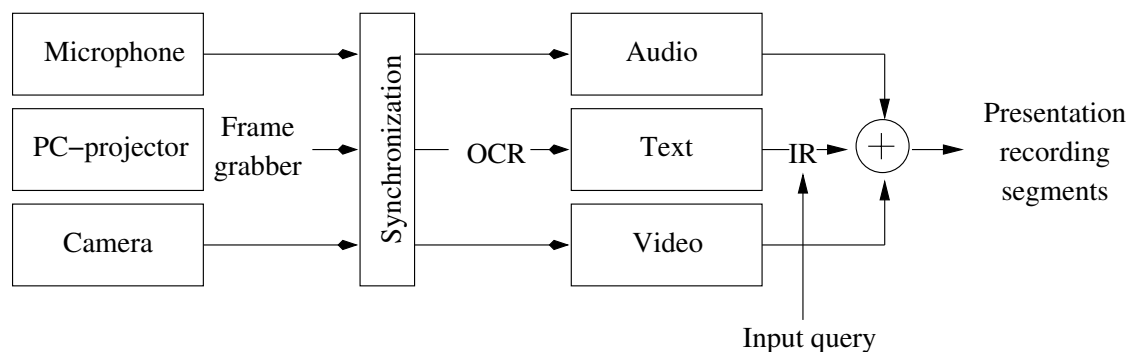 Microphone
PC−projector
Camera
Frame
grabber
Synchronization
OCR
Audio
Text
Video
IR
+
Input query
Presentation
recording
segments